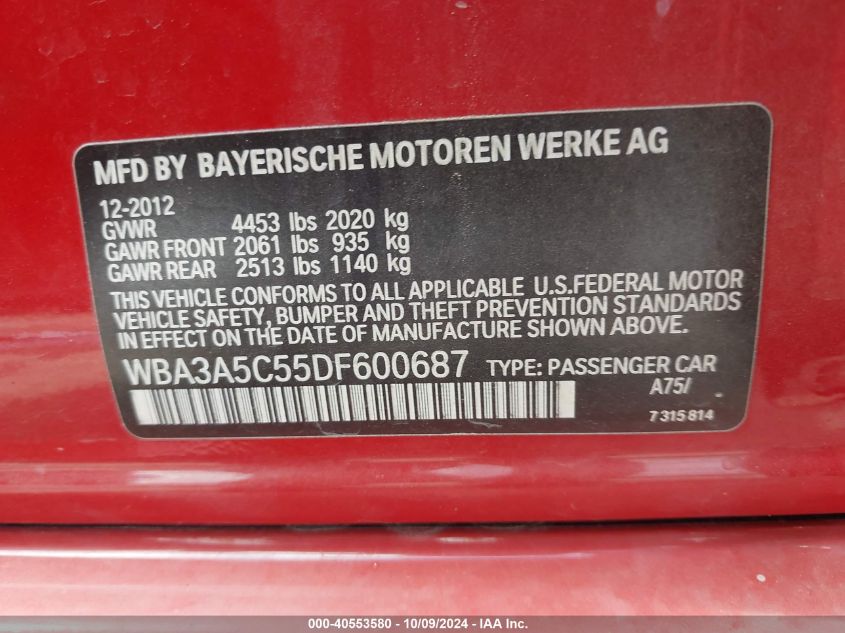 MFD BY BAYERISCHE MOTOREN WERKE AG
12-2012
GVWR 4453 lbs 2020 kg
GAWR FRONT 2061 lbs 935 kg
GAWR REAR 2513 lbs 1140 kg
THIS VEHICLE CONFORMS TO ALL APPLICABLE U.S.FEDERAL MOTOR
VEHICLE SAFETY, BUMPER AND THEFT PREVENTION STANDARDS
IN EFFECT ON THE DATE OF MANUFACTURE SHOWN ABOVE.
WBA3A5C55DF600687 TYPE: PASSENGER CAR
A75/
7 315 814
000-40553580 - 10/09/2024 - IAA Inc.